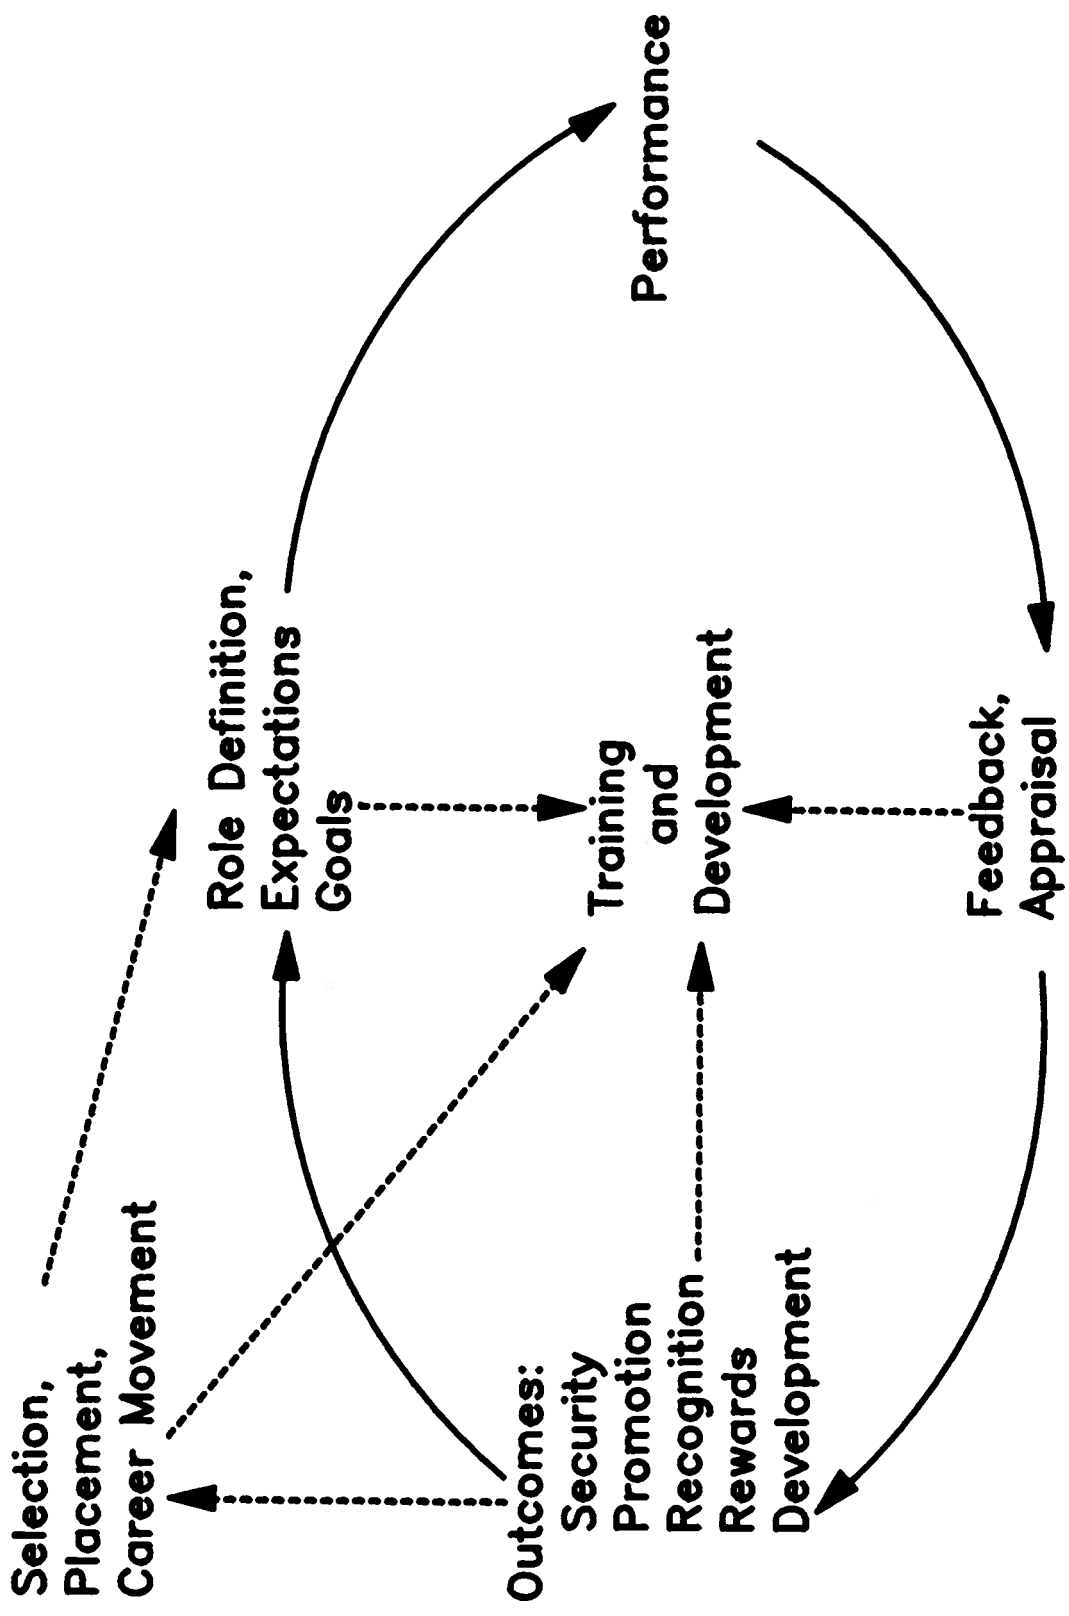 Selection,
Placement,
Career Movement
Role Definition,
Expectations
Goals
Outcomes:
Security
Promotion
Recognition
Rewards
Development
Training
and
Development
Performance
Feedback,
Appraisal